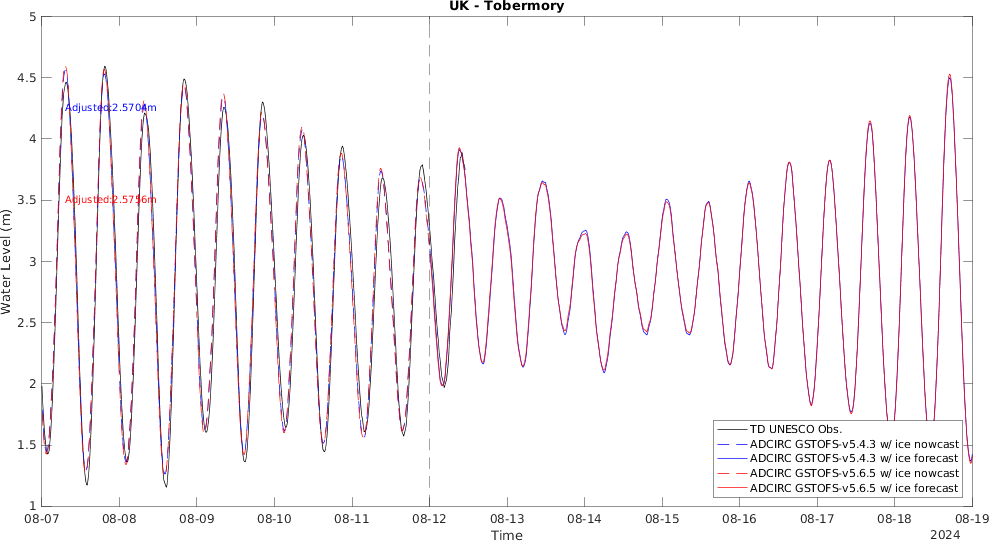 UK - Tobermory
5
4.5
4
3.5
3
2.5
2
1.5
1
Water Level (m)
Adjusted:2.5704m
Adjusted:2.5756m
TD UNESCO Obs.
ADCIRC GSTOFS-v5.4.3 w/ ice nowcast
ADCIRC GSTOFS-v5.4.3 w/ ice forecast
ADCIRC GSTOFS-v5.6.5 w/ ice nowcast
ADCIRC GSTOFS-v5.6.5 w/ ice forecast
08-07 08-08 08-09 08-10 08-11 08-12 08-13 08-14 08-15 08-16 08-17 08-18 08-19
Time
2024